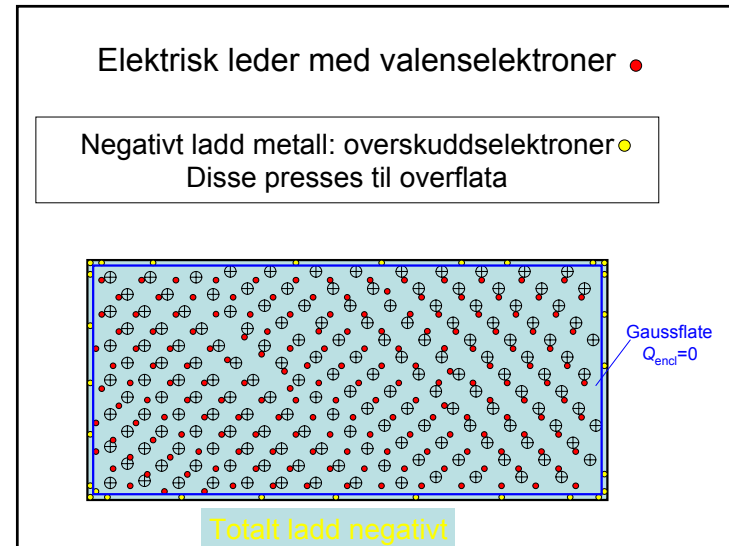 Elektrisk leder med valenselektroner
Negativt ladd metall: overskuddselektroner
Disse presses til overflata
Gaussflate
Qencl=0
Totalt ladd negativt